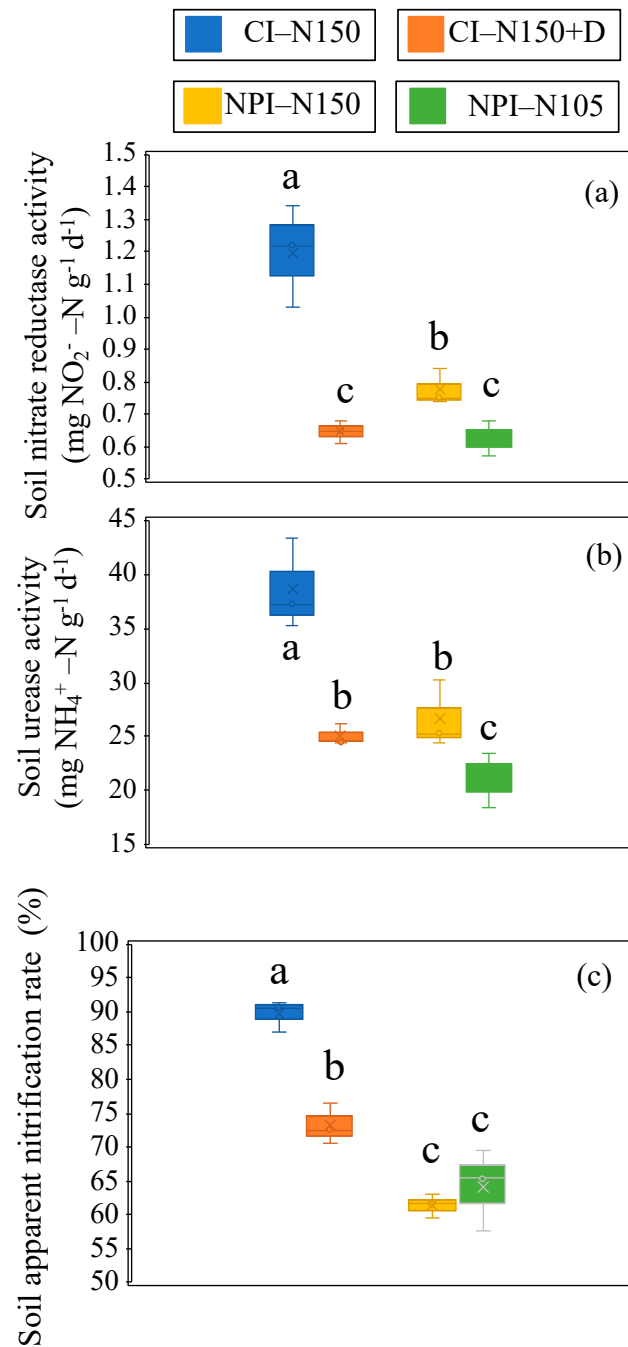 CI–N150
CI–N150+D
NPI–N150
NPI–N105
Soil nitrate reductase activity
(mg NO₂⁻ –N g⁻¹ d⁻¹)
1.5
1.4
1.3
1.2
1.1
1.0
0.9
0.8
0.7
0.6
0.5
a
c
b
c
(a)
Soil urease activity
(mg NH₄⁺ –N g⁻¹ d⁻¹)
45
40
35
30
25
20
15
a
b
b
c
(b)
Soil apparent nitrification rate (%)
100
95
90
85
80
75
70
65
60
55
50
a
b
c
c
(c)